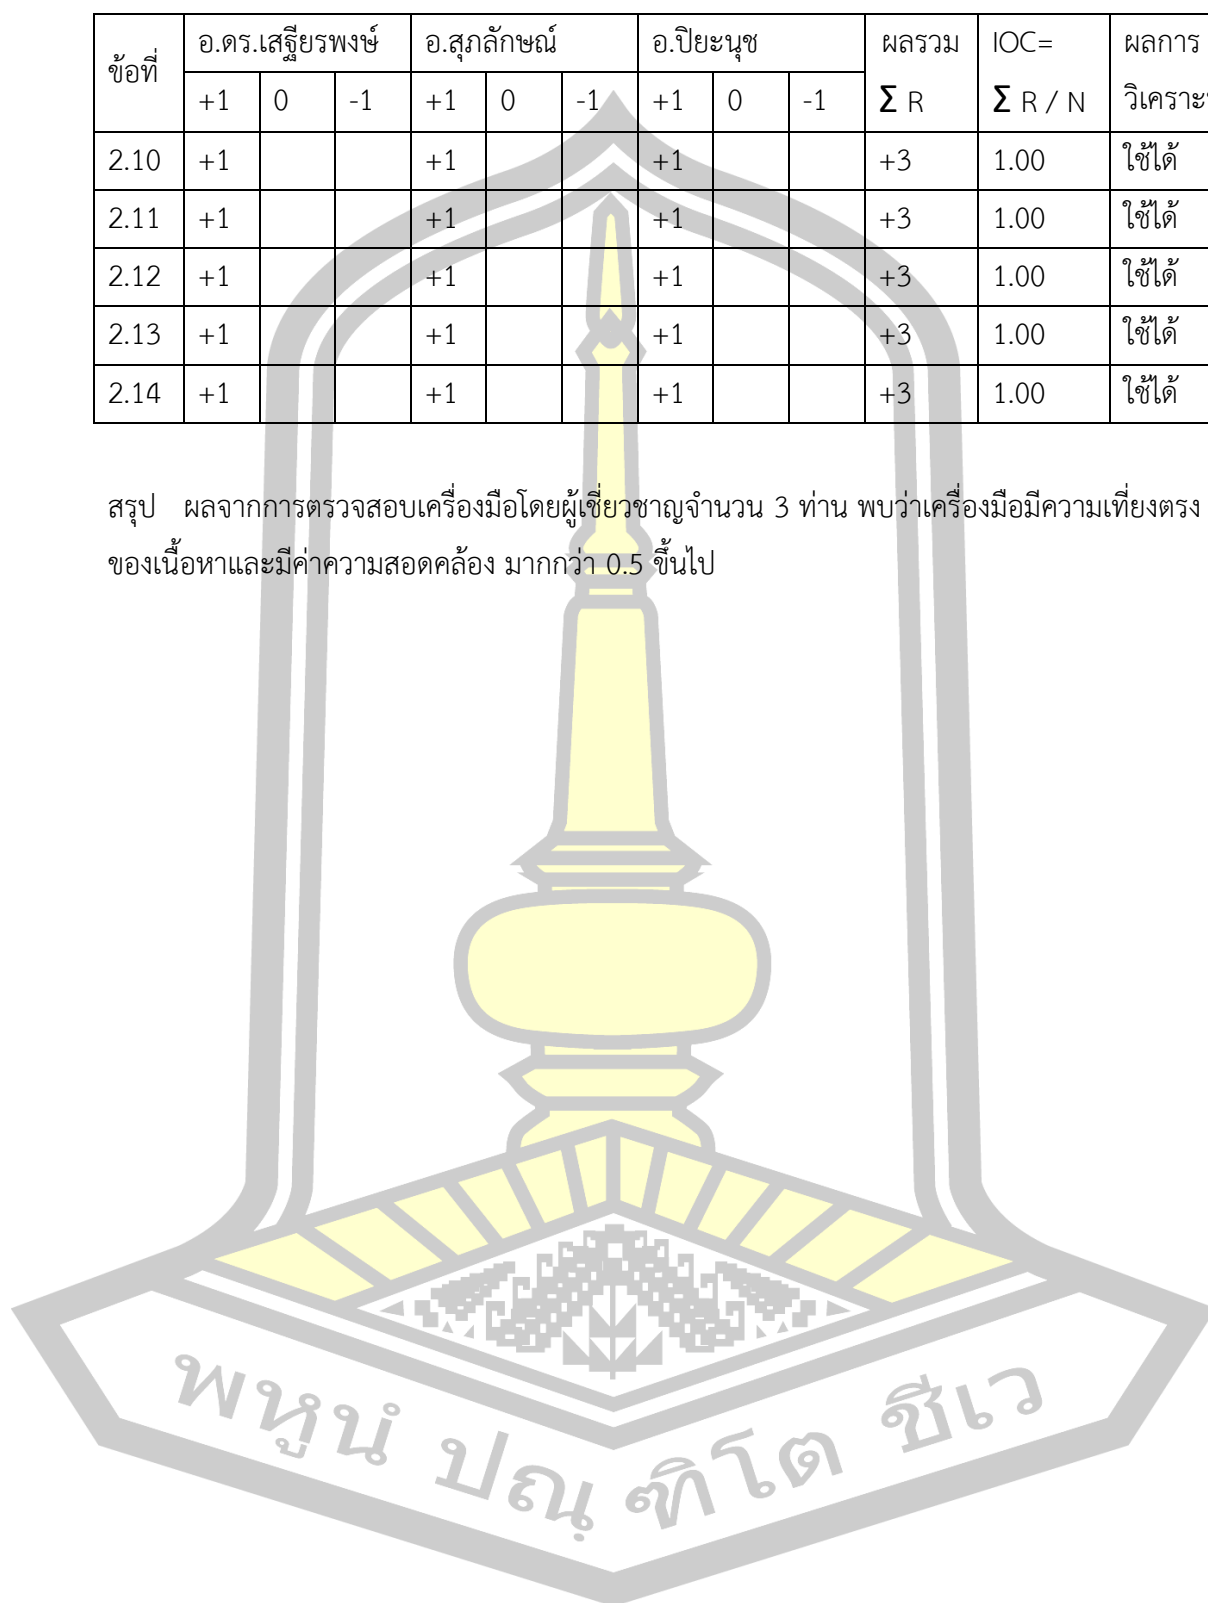 ข้อที่ อ.ดร.เสฐียรพงษ์ อ.สุภลักษณ์ อ.ปิยะนุช ผลรวม IOC= ผลการ
+1 0 -1 +1 0 -1 +1 0 -1 Σ R Σ R / N
2.10 +1 +1 +1 +3 1.00 ใช้ได้
2.11 +1 +1 +1 +3 1.00 ใช้ได้
2.12 +1 +1 +1 +3 1.00 ใช้ได้
2.13 +1 +1 +1 +3 1.00 ใช้ได้
2.14 +1 +1 +1 +3 1.00 ใช้ได้
สรุป ผลจากการตรวจสอบเครื่องมือโดยผู้เชี่ยวชาญจำนวน 3 ท่าน พบว่าเครื่องมือมีความเที่ยงตรง
ของเนื้อหาและมีค่าความสอดคล้อง มากกว่า 0.5 ขึ้นไป
พหูนํ ปณฺ ฑิโต ชีเว